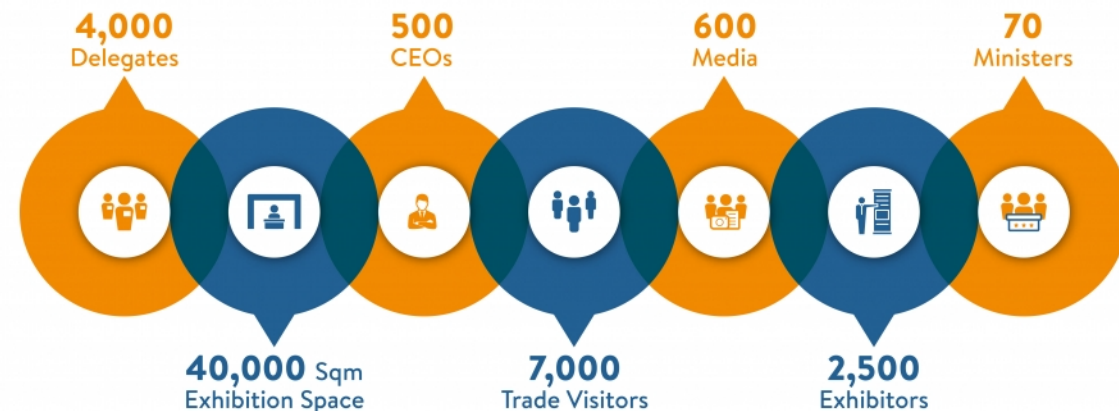 4,000
Delegates
500
CEOs
600
Media
70
Ministers
40,000 Sqm
Exhibition Space
7,000
Trade Visitors
2,500
Exhibitors